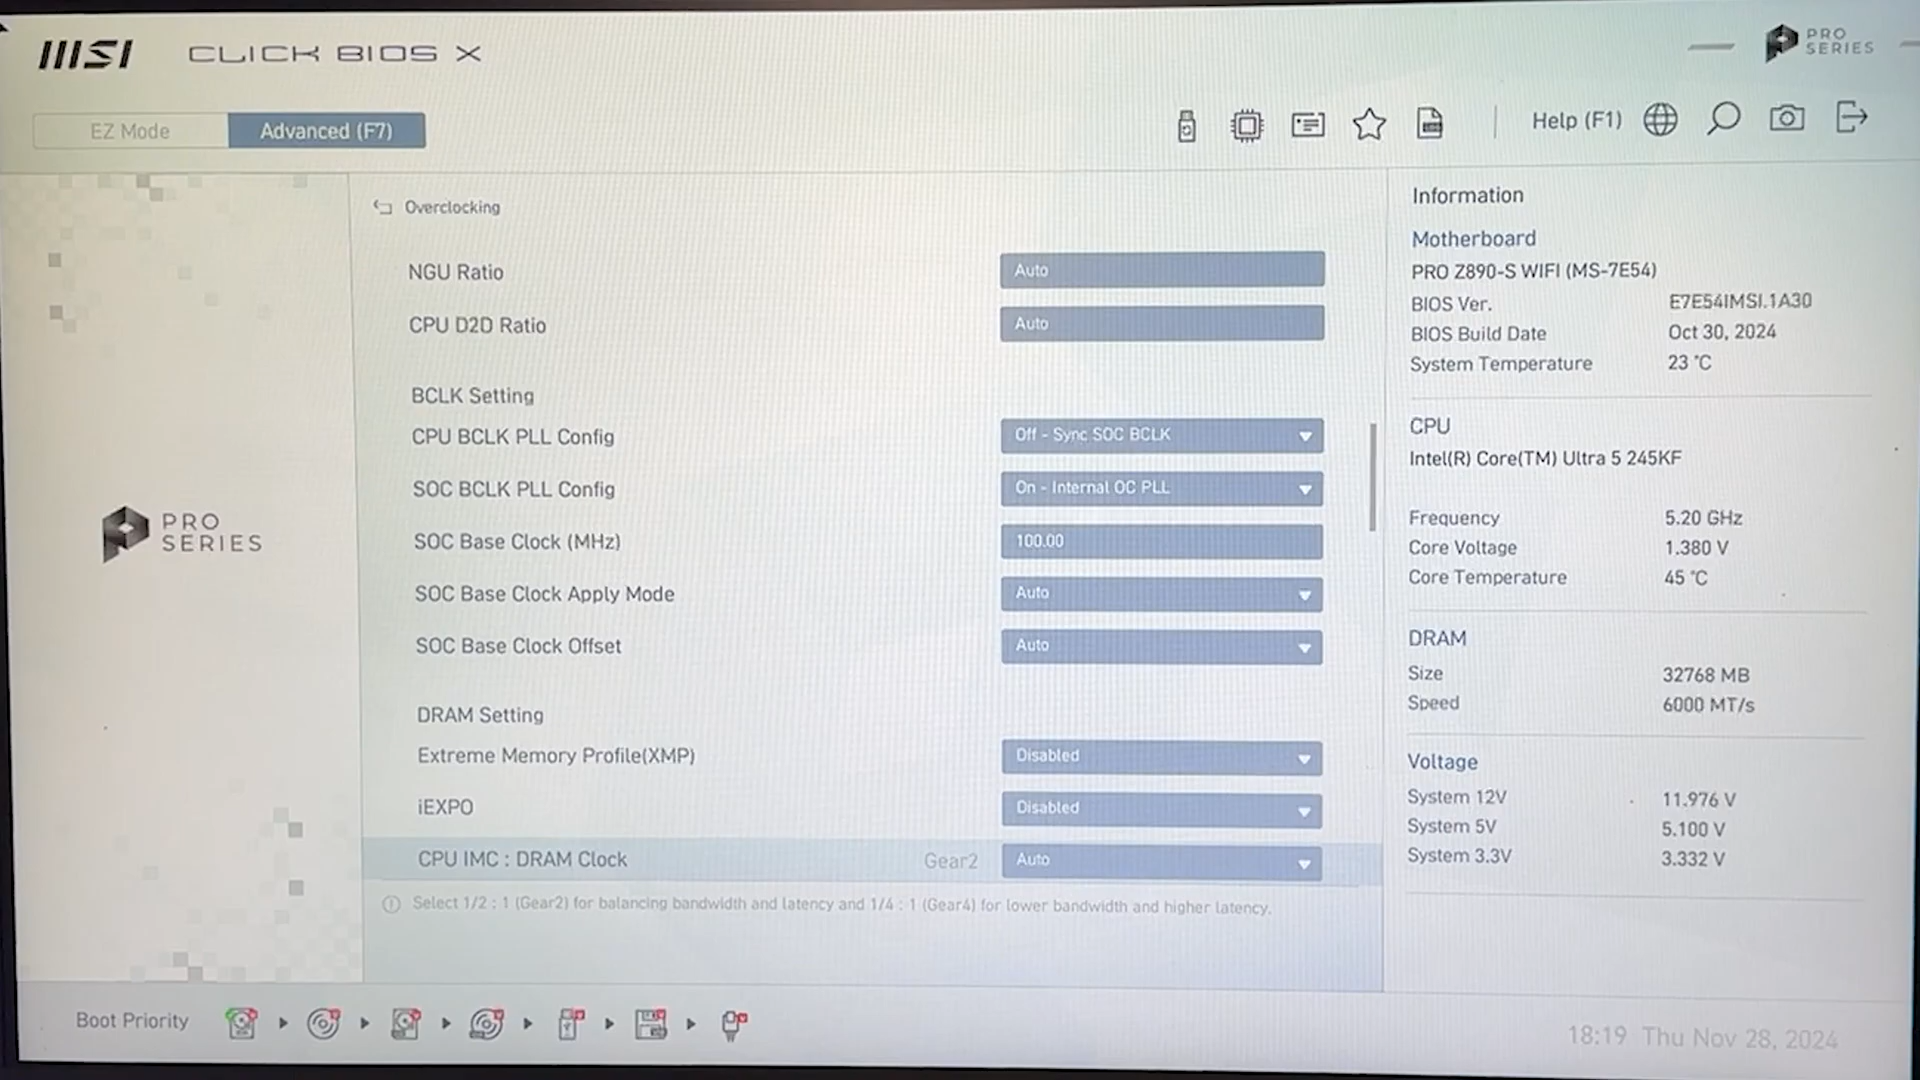 msi CLICK BIOS X
PRO SERIES
EZ Mode
Advanced (F7)
Help (F1)
Overclocking
NGU Ratio Auto
CPU D2D Ratio Auto
BCLK Setting
CPU BCLK PLL Config Off - Sync SOC BCLK
SOC BCLK PLL Config On - Internal OC PLL
SOC Base Clock (MHz) 100.00
SOC Base Clock Apply Mode Auto
SOC Base Clock Offset Auto
DRAM Setting
Extreme Memory Profile(XMP) Disabled
iEXPO Disabled
CPU IMC : DRAM Clock Gear2 Auto
Select 1/2 : 1 (Gear2) for balancing bandwidth and latency and 1/4 : 1 (Gear4) for lower bandwidth and higher latency.
PRO
SERIES
Information
Motherboard
PRO Z890-S WIFI (MS-7E54)
BIOS Ver. E7E54IMSI.1A30
BIOS Build Date Oct 30, 2024
System Temperature 23 °C
CPU
Intel(R) Core(TM) Ultra 5 245KF
Frequency 5.20 GHz
Core Voltage 1.380 V
Core Temperature 45 °C
DRAM
Size 32768 MB
Speed 6000 MT/s
Voltage
System 12V 11.976 V
System 5V 5.100 V
System 3.3V 3.332 V
Boot Priority
18:19 Thu Nov 28, 2024